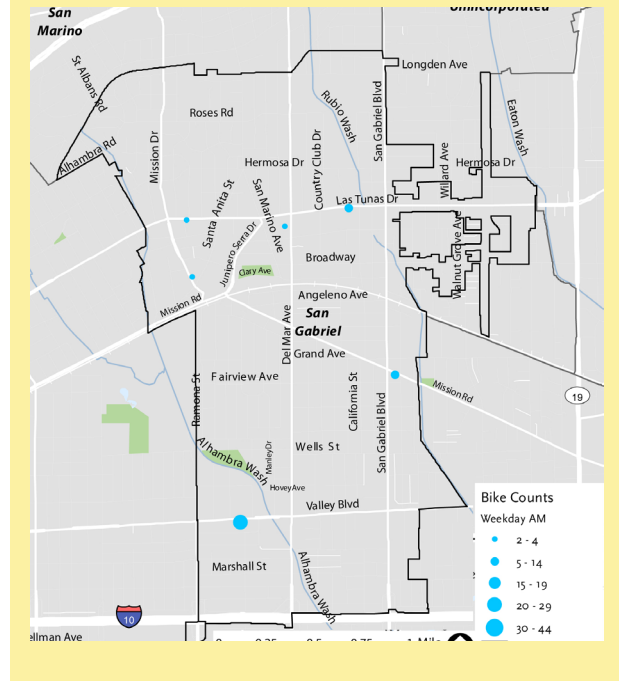 San
Marino
Unincorporated
St Albans Rd
Longden Ave
Roses Rd
Rubio Wash
San Gabriel Blvd
Eaton Wash
Alhambra Rd
Mission Dr
Hermosa Dr
Country Club Dr
Willard Ave
Hermosa Dr
Santa Anita St
San Marino Ave
Las Tunas Dr
Junipero Serra Dr
Broadway
Walnut Grove Ave
Clary Ave
Mission Rd
Angeleno Ave
San
Gabriel
Del Mar Ave
Grand Ave
Fairview Ave
Ramona St
California St
San Gabriel Blvd
Mission Rd
19
Alhambra Wash
Manley Dr
Wells St
Hovey Ave
Valley Blvd
Marshall St
Alhambra Wash
10
ellman Ave
Bike Counts
Weekday AM
2 - 4
5 - 14
15 - 19
20 - 29
30 - 44
1 Mile